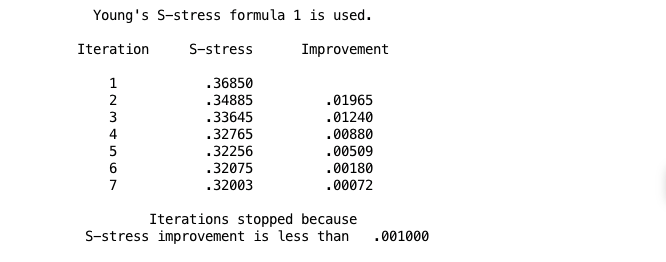 Young's S-stress formula 1 is used.
Iteration S-stress Improvement
1 .36850
2 .34885 .01965
3 .33645 .01240
4 .32765 .00880
5 .32256 .00509
6 .32075 .00180
7 .32003 .00072
Iterations stopped because
S-stress improvement is less than .001000